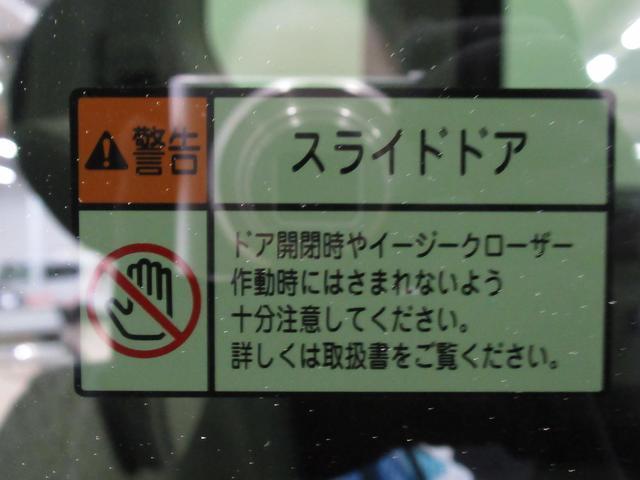 警告
スライドドア
ドア開閉時やイージークローザー
作動時にはさまれないよう
十分注意してください。
詳しくは取扱書をご覧ください。